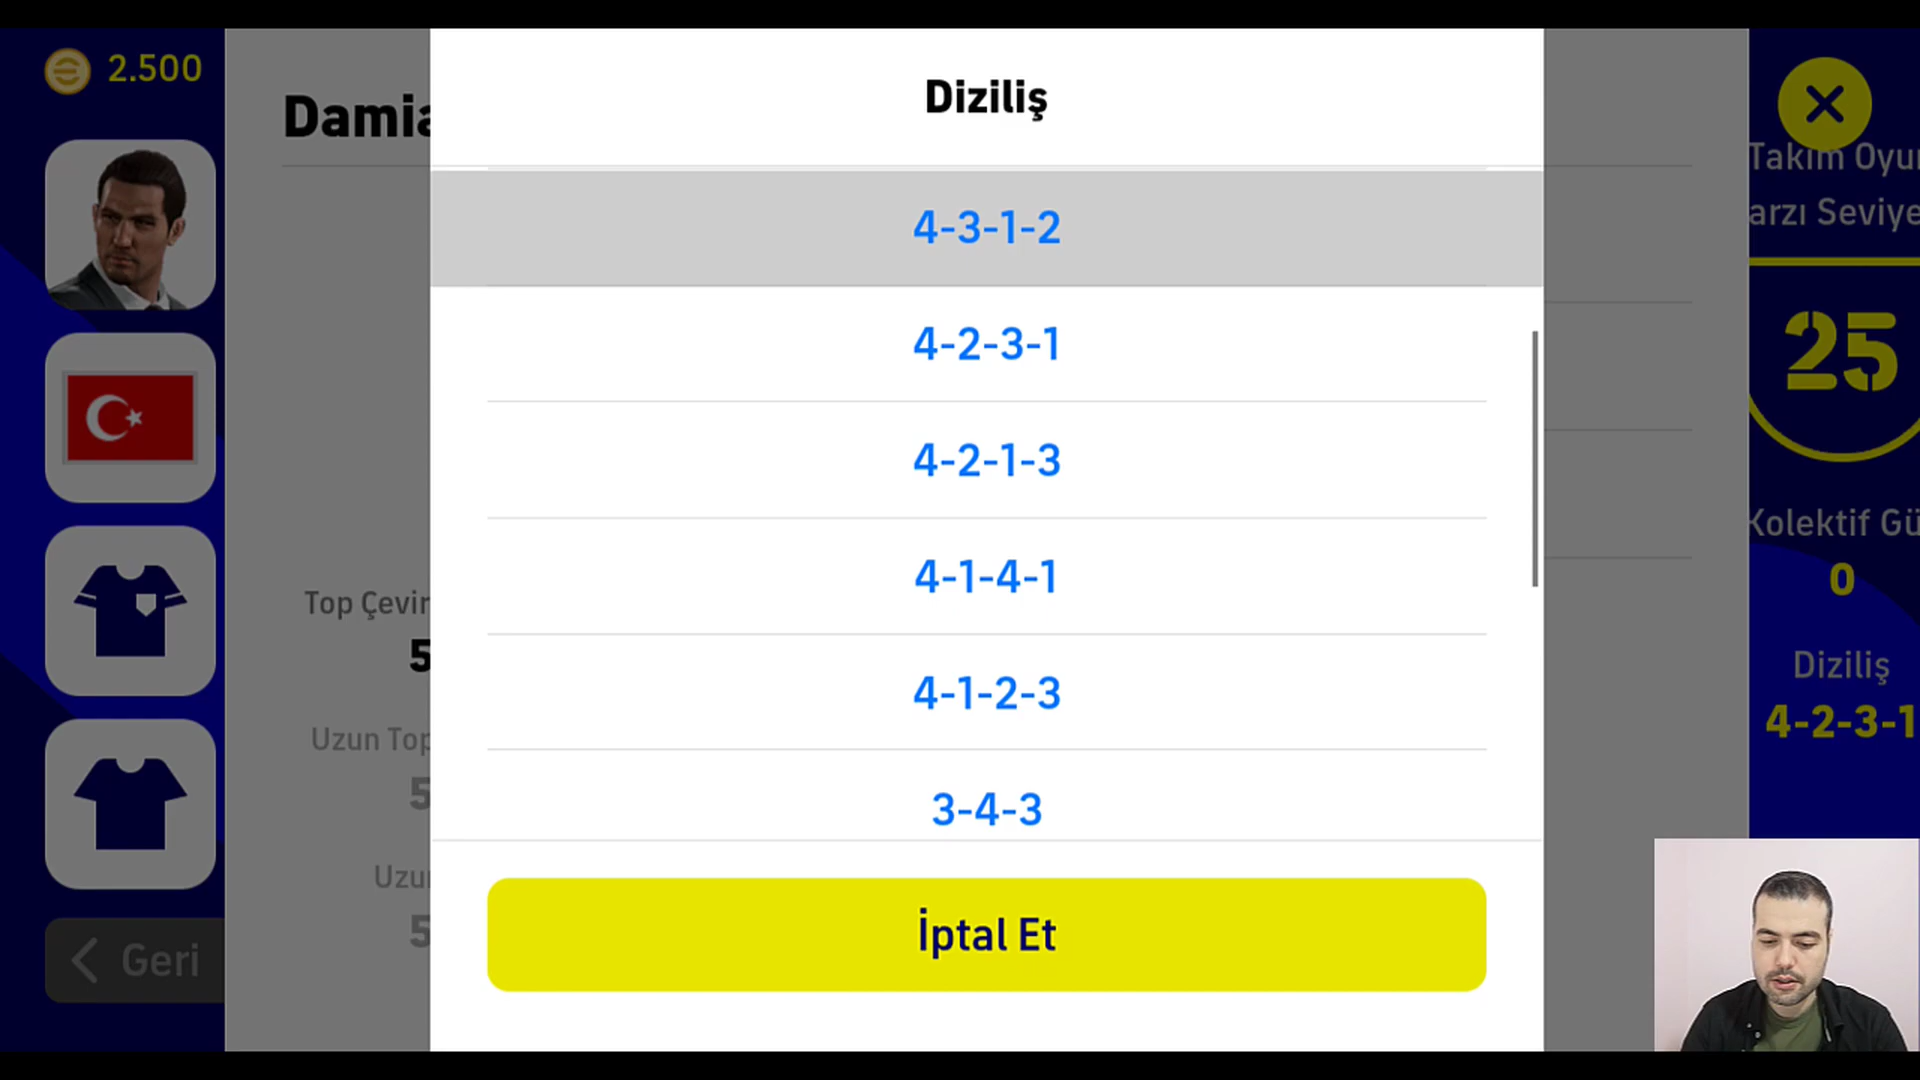 2.500
Damia
Diziliş
4-3-1-2
4-2-3-1
4-2-1-3
4-1-4-1
4-1-2-3
3-4-3
İptal Et
Top Çevir
5
Uzun Top
5
Uzu
5
Geri
Takım Oyu
arzı Seviye
25
Kolektif Gü
0
Diziliş
4-2-3-1